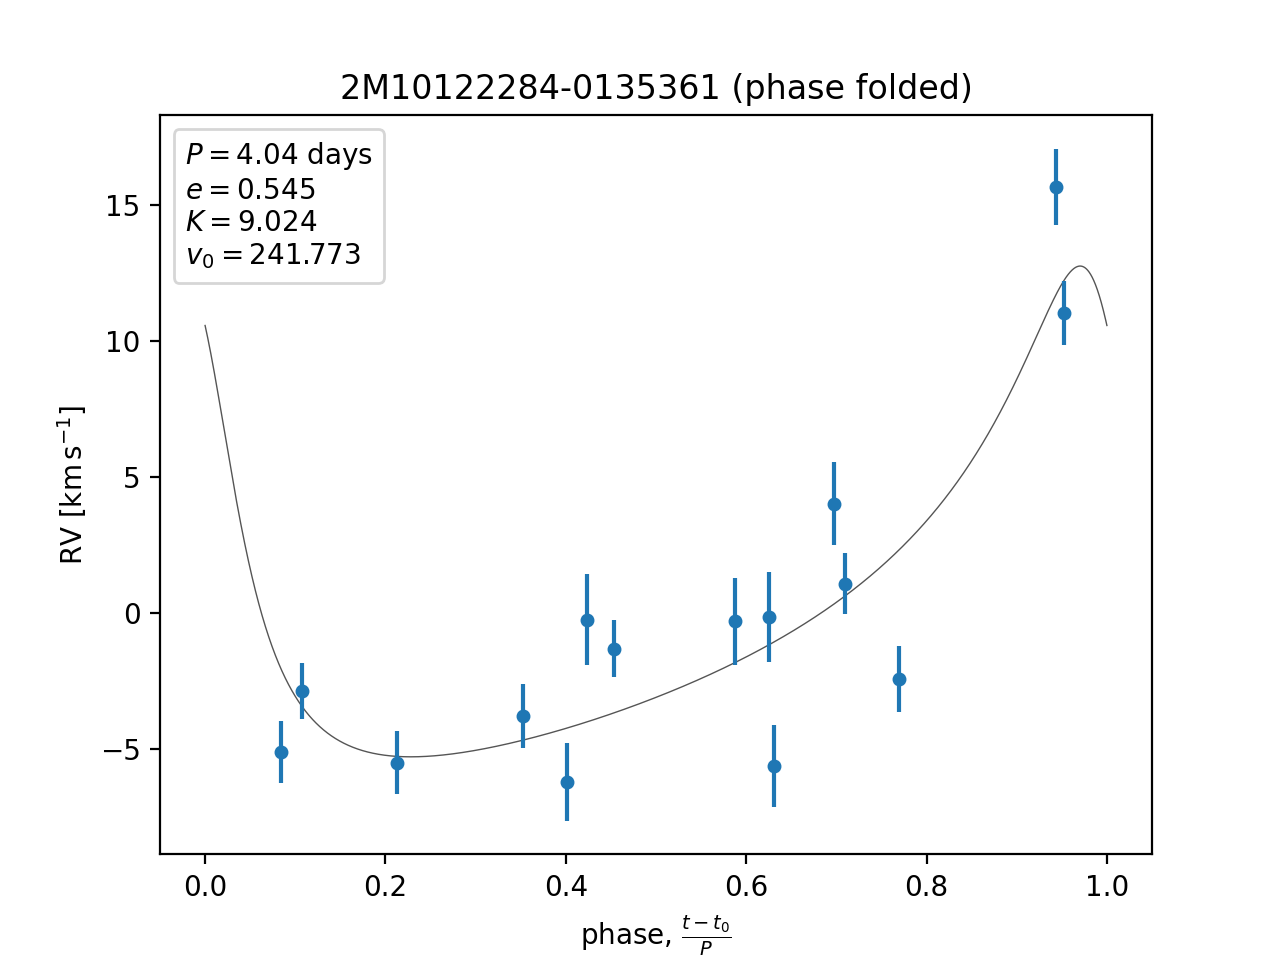 2M10122284-0135361 (phase folded)
P = 4.04 days
e = 0.545
K = 9.024
v₀ = 241.773
15
10
5
0
−5
RV [km s⁻¹]
0.0 0.2 0.4 0.6 0.8 1.0
phase, (t − t₀)/P